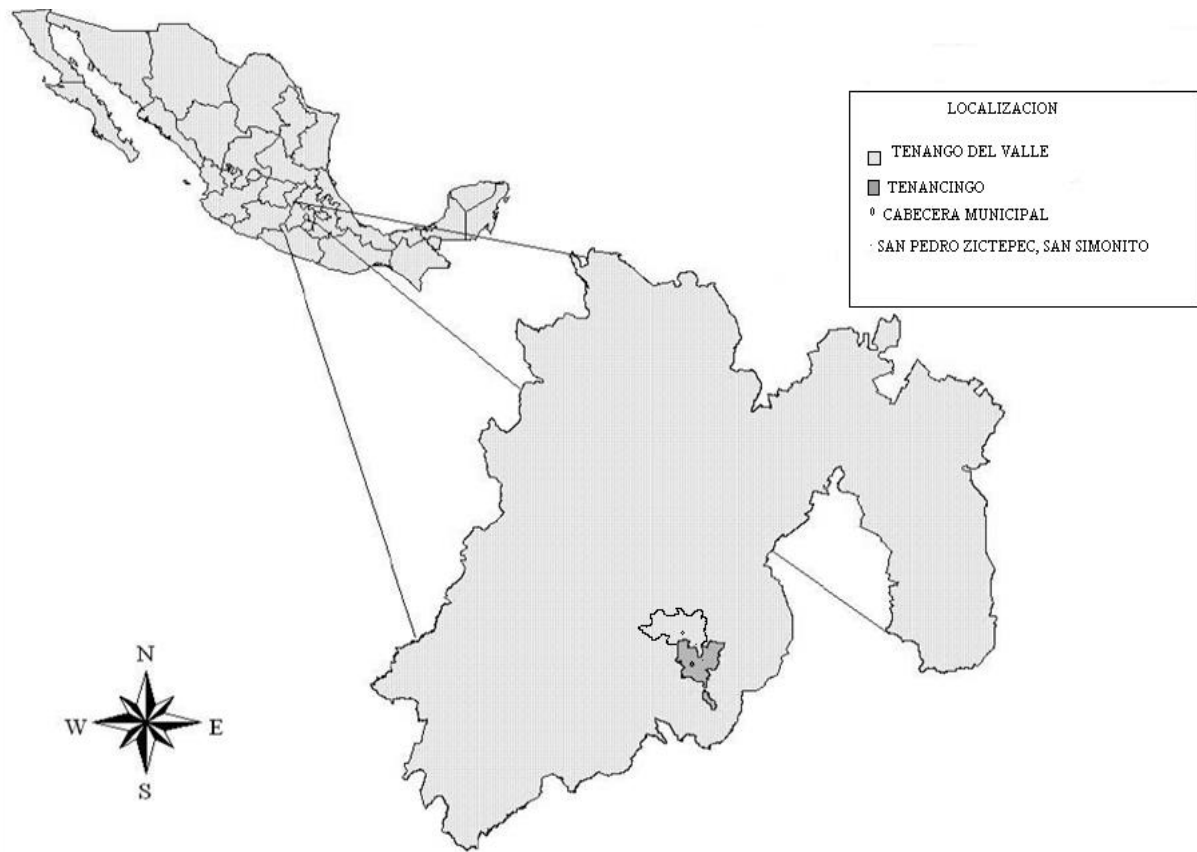 LOCALIZACION
TENANGO DEL VALLE
TENANCINGO
CABECERA MUNICIPAL
SAN PEDRO ZICTEPEC, SAN SIMONITO
N
W E
S